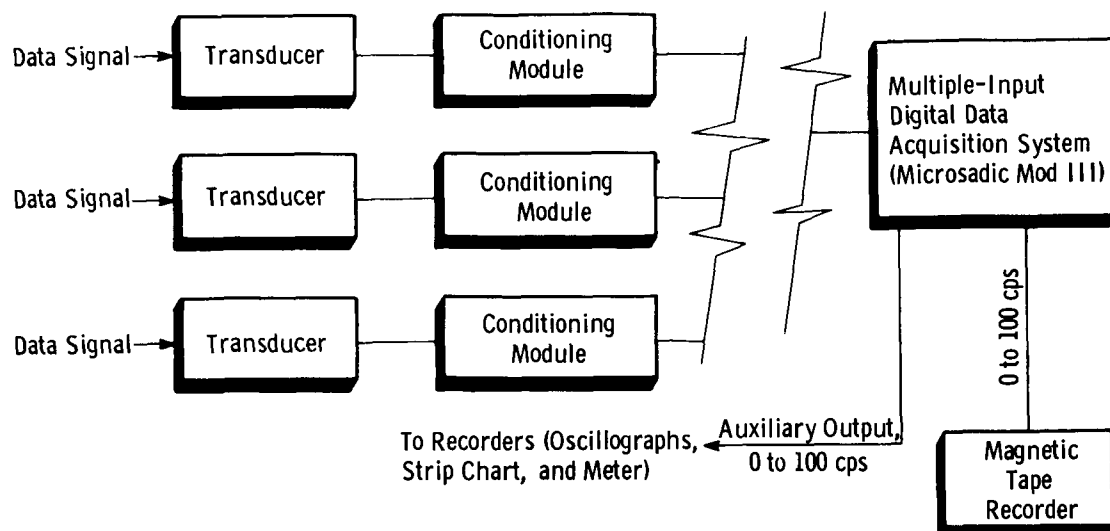 Data Signal
Transducer
Conditioning
Module
Data Signal
Transducer
Conditioning
Module
Data Signal
Transducer
Conditioning
Module
Multiple-Input
Digital Data
Acquisition System
(Microsadic Mod III)
0 to 100 cps
To Recorders (Oscillographs,
Strip Chart, and Meter)
Auxiliary Output,
0 to 100 cps
Magnetic
Tape
Recorder